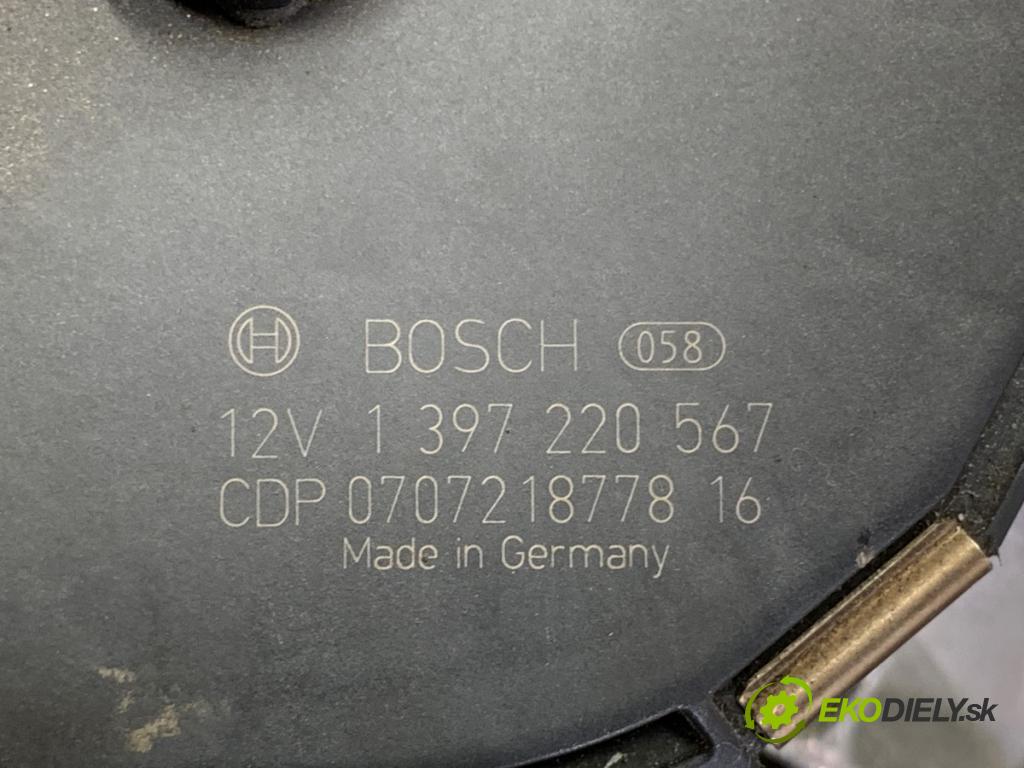 BOSCH 058
12V 1 397 220 567
CDP 0707218778 16
Made in Germany
EKODIELY.sk